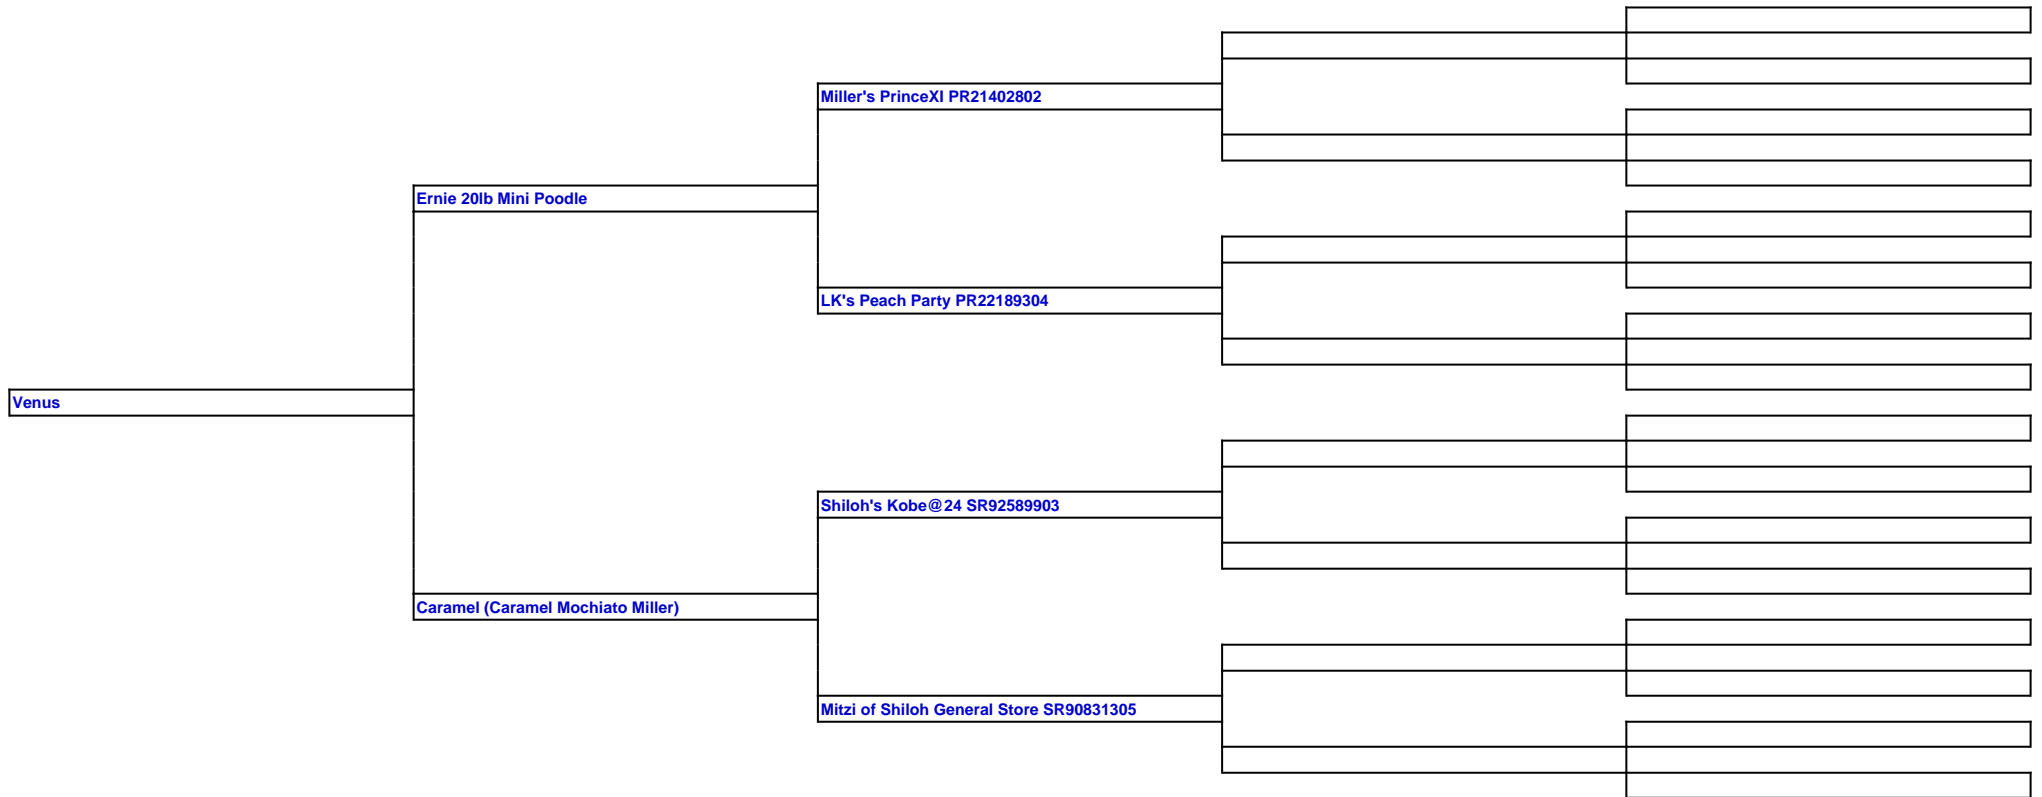 Miller's PrinceXI PR21402802
Ernie 20lb Mini Poodle
LK's Peach Party PR22189304
Venus
Shiloh's Kobe@24 SR92589903
Caramel (Caramel Mochiato Miller)
Mitzi of Shiloh General Store SR90831305